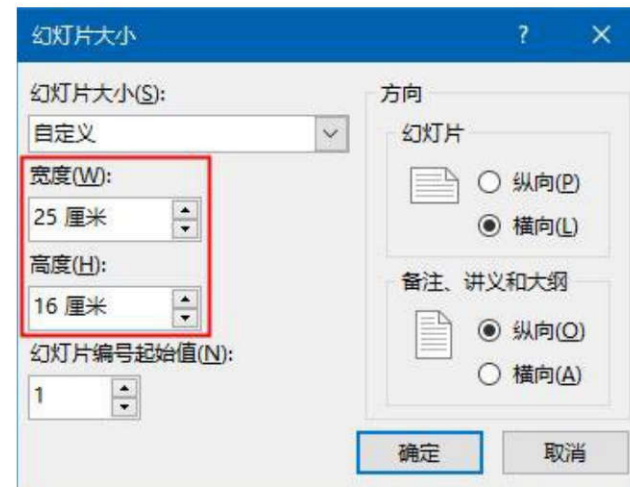 幻灯片大小
幻灯片大小(S):
自定义
宽度(W):
25 厘米
高度(H):
16 厘米
幻灯片编号起始值(N):
1
方向
幻灯片
纵向(P)
横向(L)
备注、讲义和大纲
纵向(O)
横向(A)
确定
取消